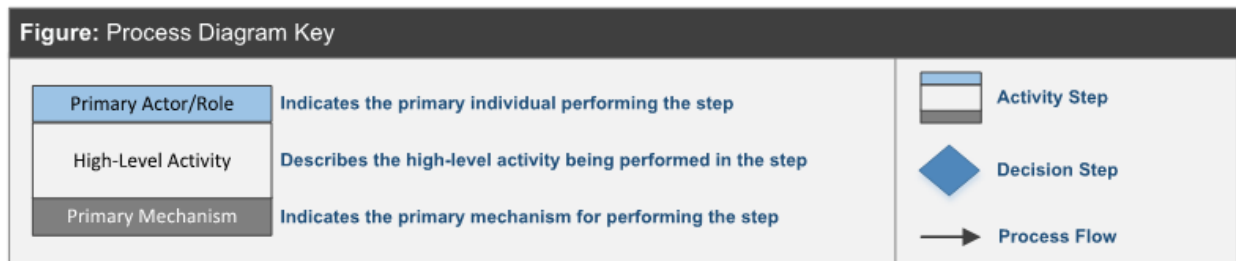 Figure: Process Diagram Key
Primary Actor/Role
Indicates the primary individual performing the step
High-Level Activity
Describes the high-level activity being performed in the step
Primary Mechanism
Indicates the primary mechanism for performing the step
Activity Step
Decision Step
Process Flow